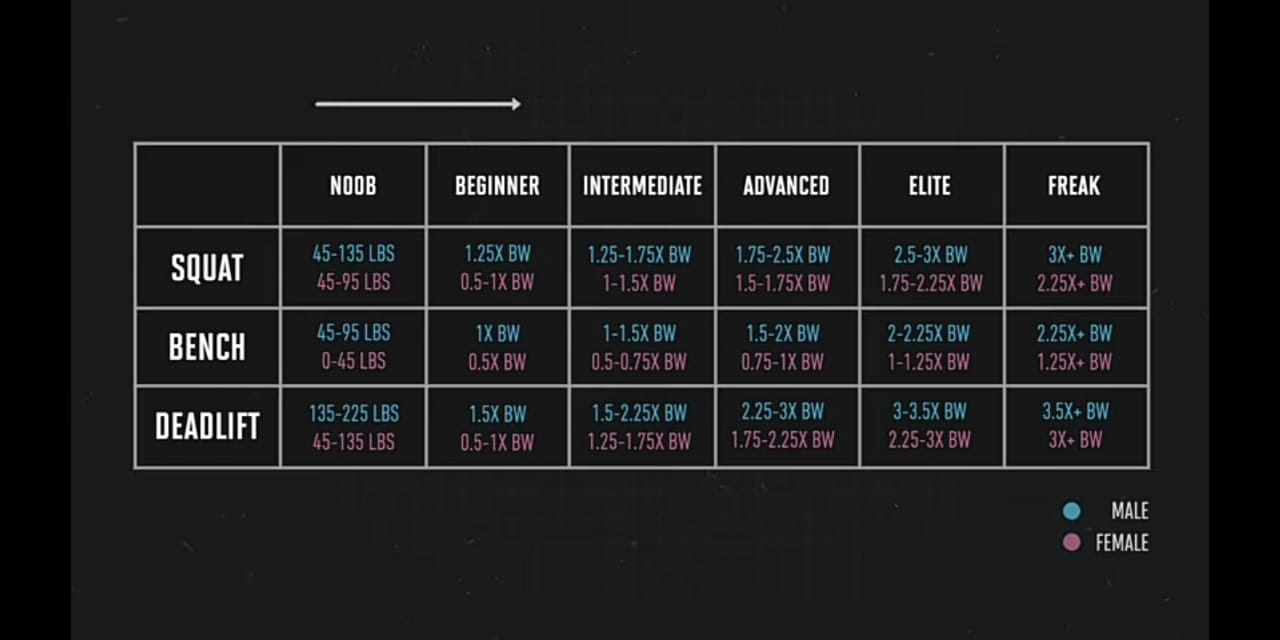 NOOB BEGINNER INTERMEDIATE ADVANCED ELITE FREAK
SQUAT
45-135 LBS 1.25X BW 1.25-1.75X BW 1.75-2.5X BW 2.5-3X BW 3X+ BW
45-95 LBS 0.5-1X BW 1-1.5X BW 1.5-1.75X BW 1.75-2.25X BW 2.25X+ BW
BENCH
45-95 LBS 1X BW 1-1.5X BW 1.5-2X BW 2-2.25X BW 2.25X+ BW
0-45 LBS 0.5X BW 0.5-0.75X BW 0.75-1X BW 1-1.25X BW 1.25X+ BW
DEADLIFT
135-225 LBS 1.5X BW 1.5-2.25X BW 2.25-3X BW 3-3.5X BW 3.5X+ BW
45-135 LBS 0.5-1X BW 1.25-1.75X BW 1.75-2.25X BW 2.25-3X BW 3X+ BW
MALE
FEMALE